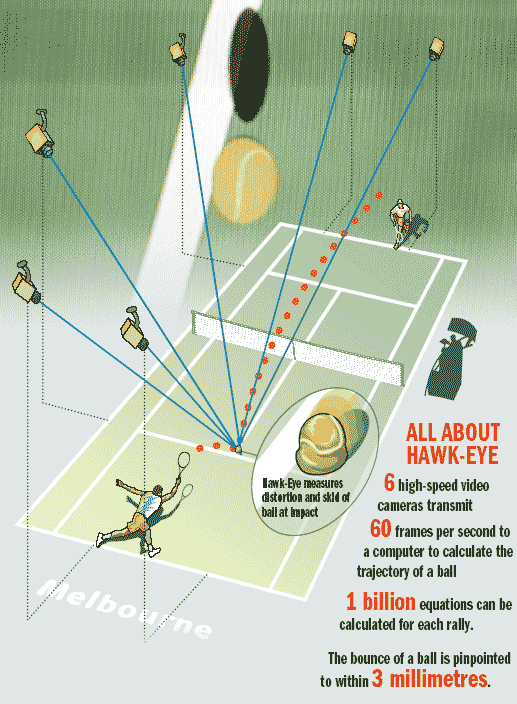 Hawk-Eye measures
distortion and skid of
ball at impact
ALL ABOUT
HAWK-EYE
6 high-speed video
cameras transmit
60 frames per second to
a computer to calculate the
trajectory of a ball
1 billion equations can be
calculated for each rally.
The bounce of a ball is pinpointed
to within 3 millimetres.
Melbourne